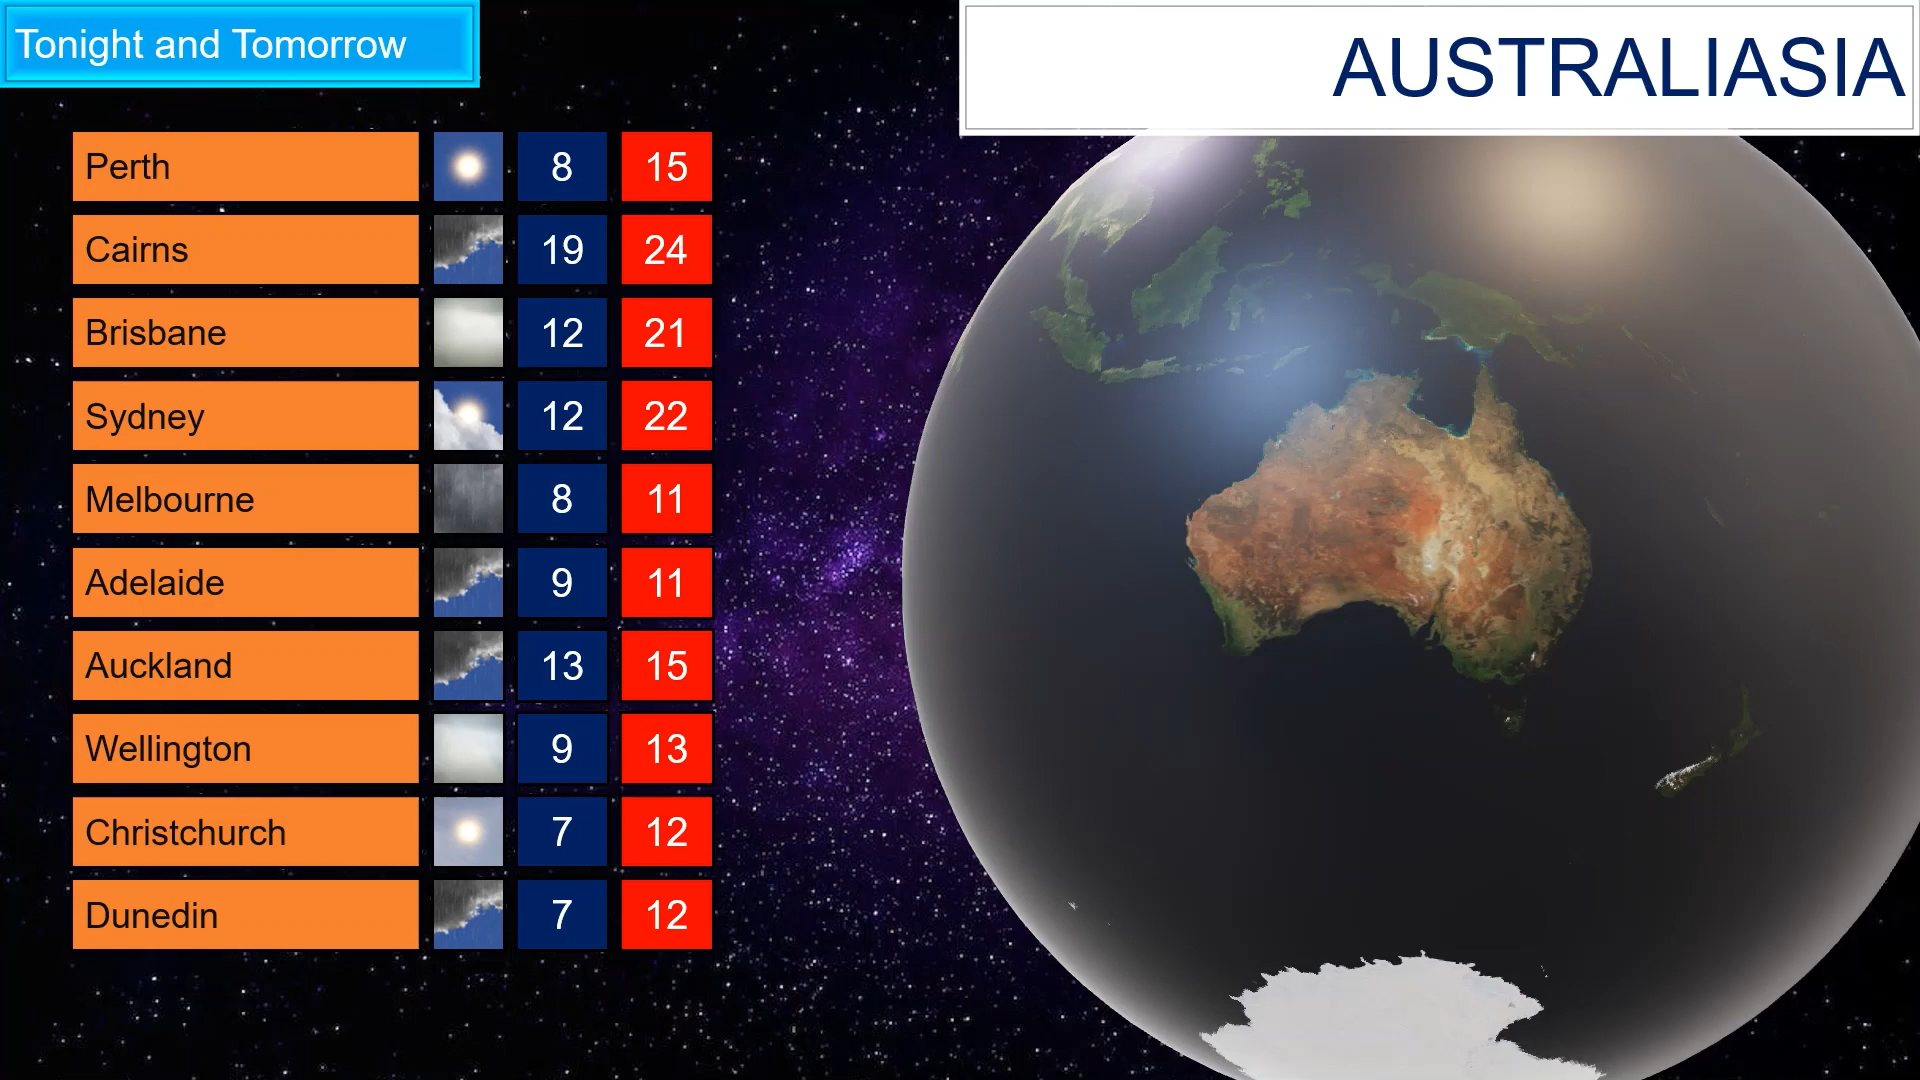 Tonight and Tomorrow
AUSTRALIASIA
Perth 8 15
Cairns 19 24
Brisbane 12 21
Sydney 12 22
Melbourne 8 11
Adelaide 9 11
Auckland 13 15
Wellington 9 13
Christchurch 7 12
Dunedin 7 12